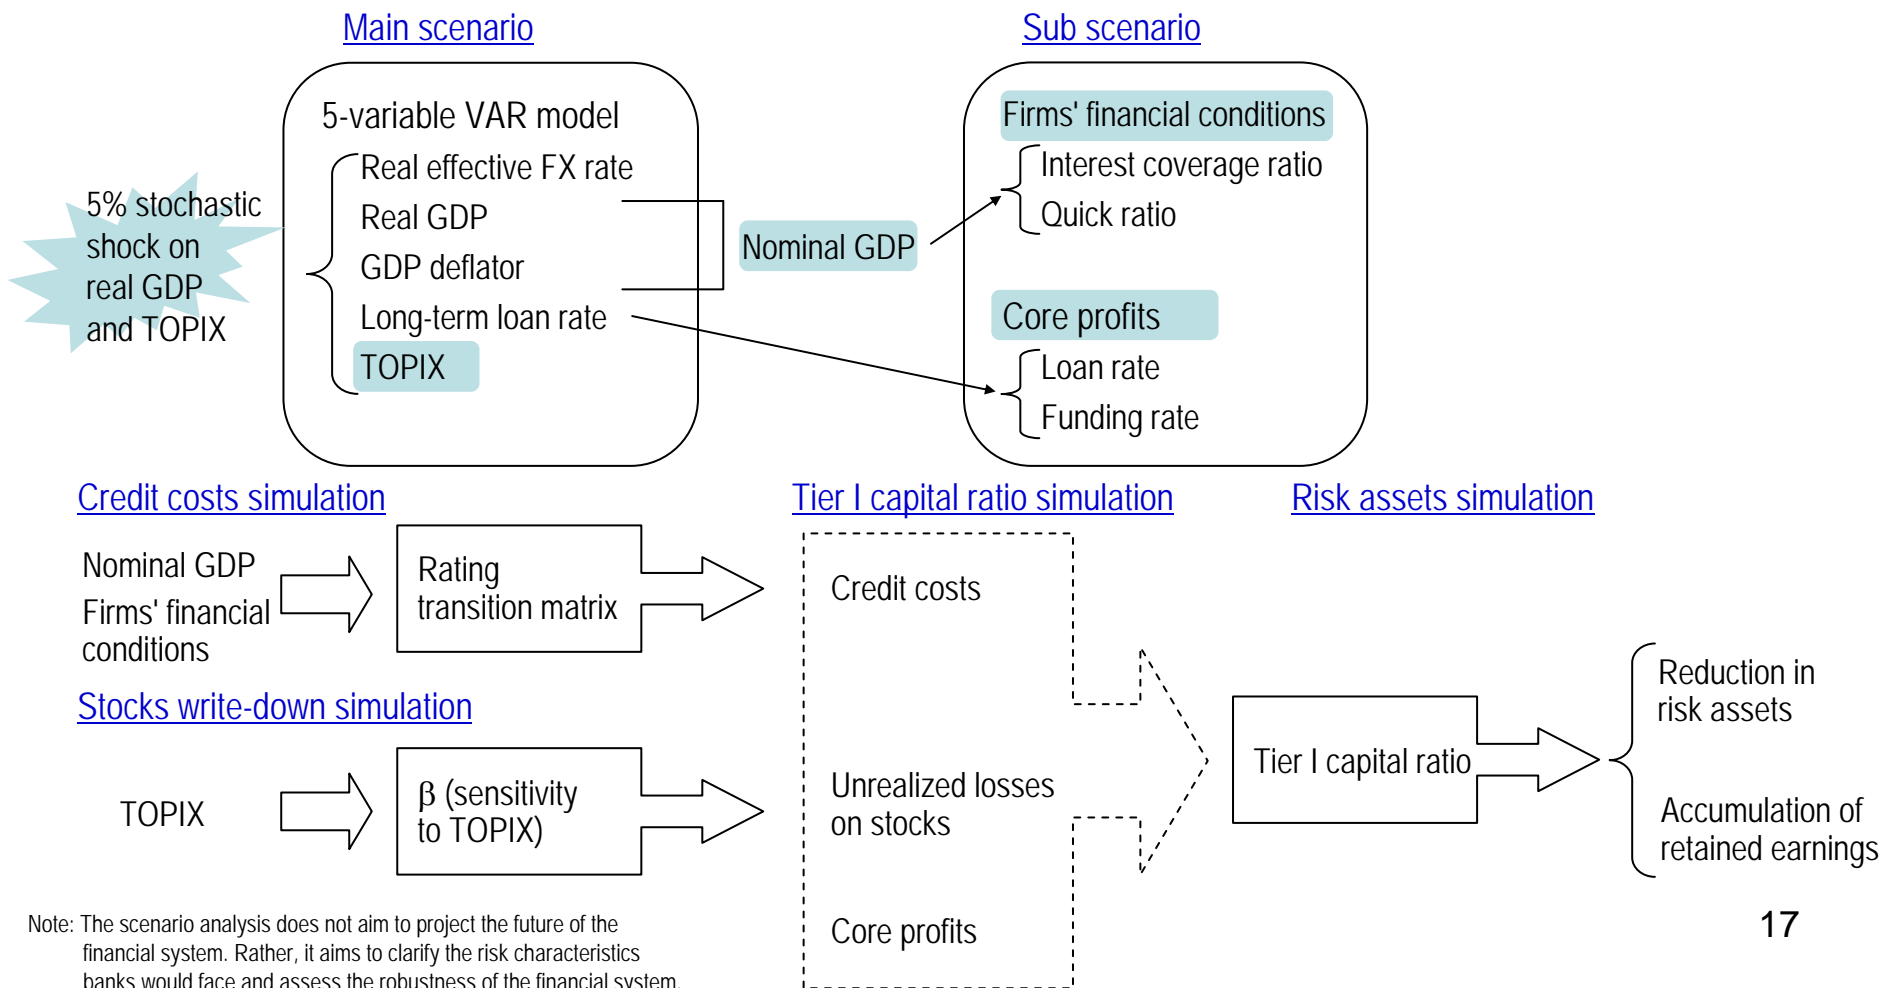 Main scenario
Sub scenario
5% stochastic
shock on
real GDP
and TOPIX
5-variable VAR model
Real effective FX rate
Real GDP
GDP deflator
Long-term loan rate
TOPIX
Nominal GDP
Firms' financial conditions
Interest coverage ratio
Quick ratio
Core profits
Loan rate
Funding rate
Credit costs simulation
Nominal GDP
Firms' financial
conditions
Rating
transition matrix
Stocks write-down simulation
TOPIX
β (sensitivity
to TOPIX)
Tier I capital ratio simulation
Credit costs
Unrealized losses
on stocks
Core profits
Risk assets simulation
Tier I capital ratio
Reduction in
risk assets
Accumulation of
retained earnings
Note: The scenario analysis does not aim to project the future of the
financial system. Rather, it aims to clarify the risk characteristics
banks would face and assess the robustness of the financial system.
17